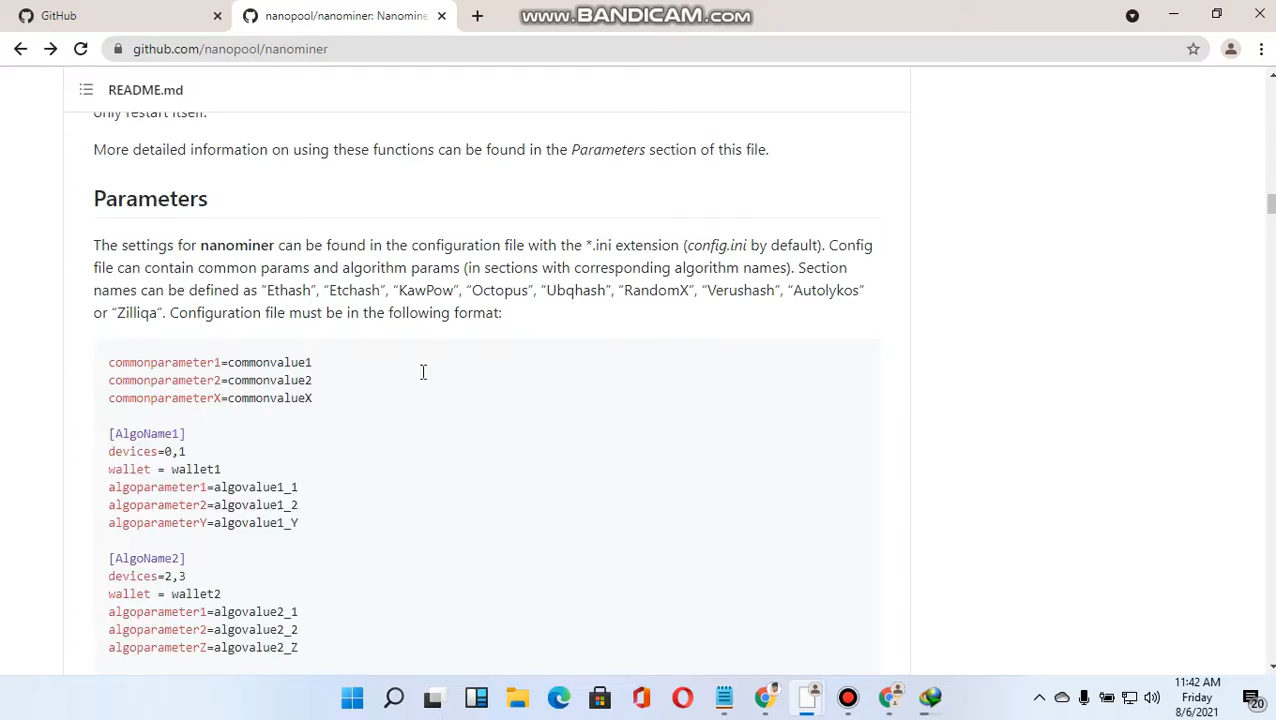 GitHub
nanopool/nanominer: Nanomine
www.BANDICAM.com
github.com/nanopool/nanominer
README.md
only restart itself.
More detailed information on using these functions can be found in the Parameters section of this file.
Parameters
The settings for nanominer can be found in the configuration file with the *.ini extension (config.ini by default). Config
file can contain common params and algorithm params (in sections with corresponding algorithm names). Section
names can be defined as “Ethash”, “Etchash”, “KawPow”, “Octopus”, “Ubqhash”, “RandomX”, “Verushash”, “Autolykos”
or “Zilliqa”. Configuration file must be in the following format:
commonparameter1=commonvalue1
commonparameter2=commonvalue2
commonparameterX=commonvalueX
[AlgoName1]
devices=0,1
wallet = wallet1
algoparameter1=algovalue1_1
algoparameter2=algovalue1_2
algoparameterY=algovalue1_Y
[AlgoName2]
devices=2,3
wallet = wallet2
algoparameter1=algovalue2_1
algoparameter2=algovalue2_2
algoparameterZ=algovalue2_Z
11:42 AM
Friday
8/6/2021
20